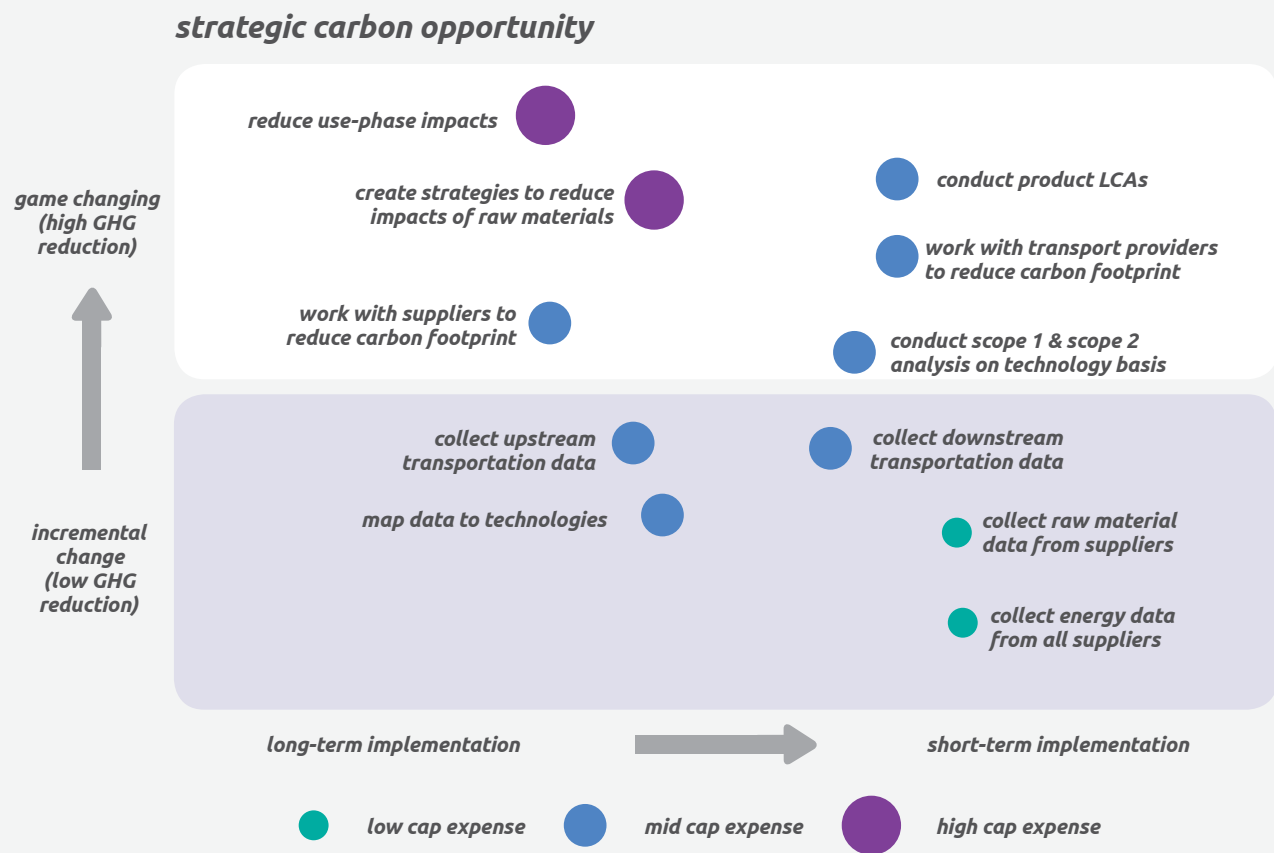 strategic carbon opportunity
reduce use-phase impacts
create strategies to reduce
impacts of raw materials
conduct product LCAs
game changing
(high GHG
reduction)
work with transport providers
to reduce carbon footprint
work with suppliers to
reduce carbon footprint
conduct scope 1 & scope 2
analysis on technology basis
collect upstream
transportation data
collect downstream
transportation data
map data to technologies
incremental
change
(low GHG
reduction)
collect raw material
data from suppliers
collect energy data
from all suppliers
long-term implementation
short-term implementation
low cap expense
mid cap expense
high cap expense